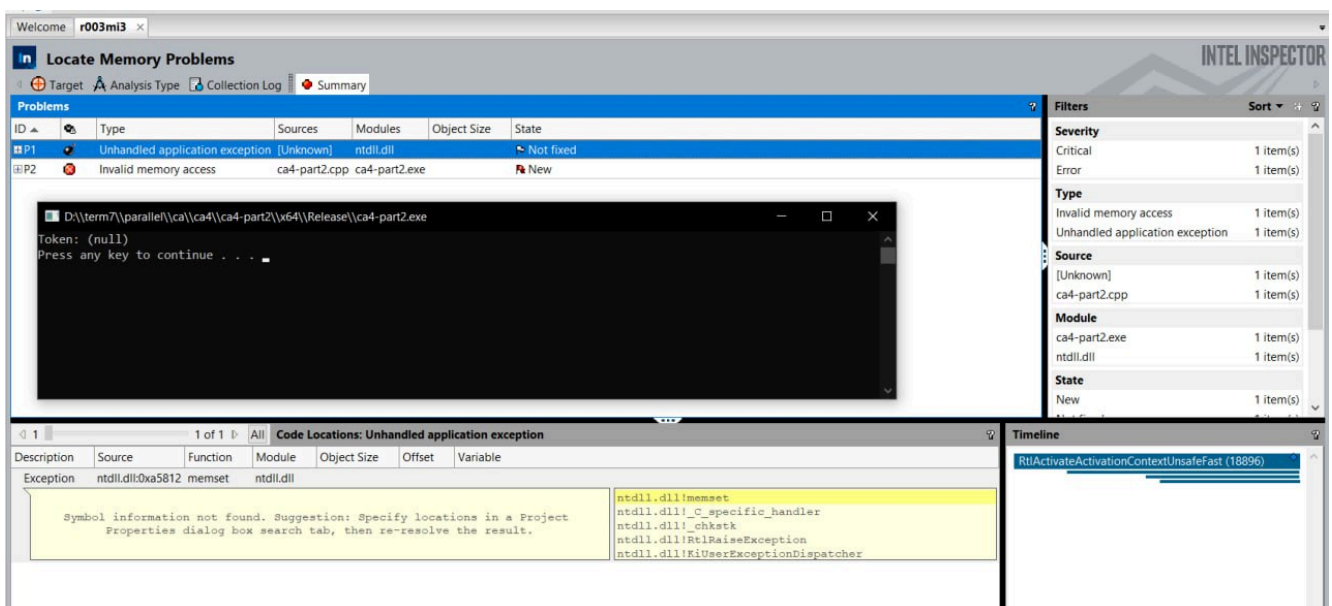 Welcome r003mi3
Locate Memory Problems
INTEL INSPECTOR
Target Analysis Type Collection Log Summary
Problems
ID Type Sources Modules Object Size State
P1 Unhandled application exception [Unknown] ntdll.dll Not fixed
P2 Invalid memory access ca4-part2.cpp ca4-part2.exe New
D:\\term7\\parallel\\ca\\ca4\\ca4-part2\\x64\\Release\\ca4-part2.exe
Token: (null)
Press any key to continue . . .
Filters Sort
Severity
Critical 1 item(s)
Error 1 item(s)
Type
Invalid memory access 1 item(s)
Unhandled application exception 1 item(s)
Source
[Unknown] 1 item(s)
ca4-part2.cpp 1 item(s)
Module
ca4-part2.exe 1 item(s)
ntdll.dll 1 item(s)
State
New 1 item(s)
1 1 of 1 All Code Locations: Unhandled application exception
Description Source Function Module Object Size Offset Variable
Exception ntdll.dll:0xa5812 memset ntdll.dll
Symbol information not found. Suggestion: Specify locations in a Project
Properties dialog box search tab, then re-resolve the result.
ntdll.dll!memset
ntdll.dll!_C_specific_handler
ntdll.dll!_chkstk
ntdll.dll!RtlRaiseException
ntdll.dll!KiUserExceptionDispatcher
Timeline
RtlActivateActivationContextUnsafeFast (18896)